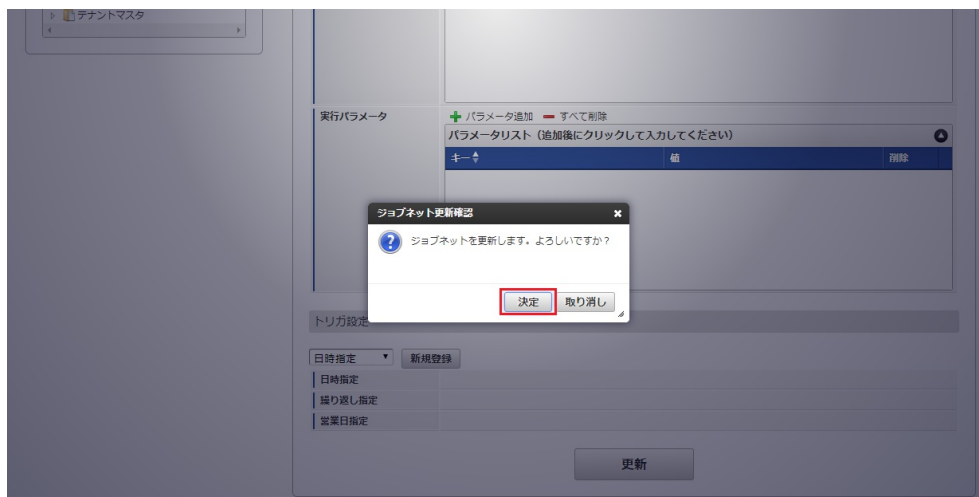 テナントマスタ
実行パラメータ
パラメータ追加 すべて削除
パラメータリスト（追加後にクリックして入力してください）
キー 値 削除
ジョブネット更新確認
ジョブネットを更新します。よろしいですか？
決定 取り消し
トリガ設定
日時指定 新規登録
日時指定
繰り返し指定
営業日指定
更新